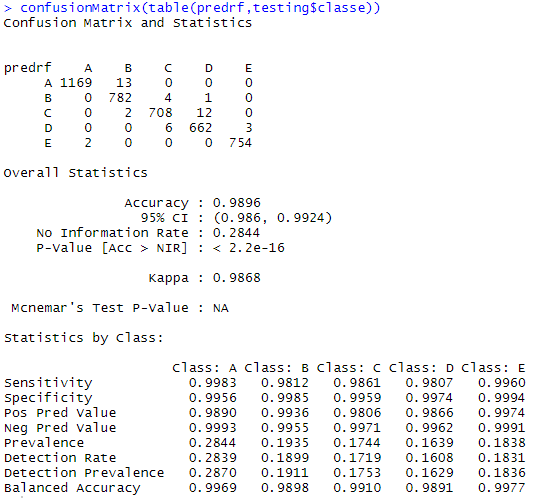 > confusionMatrix(table(predrf,testing$classe))
Confusion Matrix and Statistics
predrf A B C D E
A 1169 13 0 0 0
B 0 782 4 1 0
C 0 2 708 12 0
D 0 0 6 662 3
E 2 0 0 0 754
Overall Statistics
Accuracy : 0.9896
95% CI : (0.986, 0.9924)
No Information Rate : 0.2844
P-Value [Acc > NIR] : < 2.2e-16
Kappa : 0.9868
Mcnemar's Test P-Value : NA
Statistics by Class:
Class: A Class: B Class: C Class: D Class: E
Sensitivity 0.9983 0.9812 0.9861 0.9807 0.9960
Specificity 0.9956 0.9985 0.9959 0.9974 0.9994
Pos Pred Value 0.9890 0.9936 0.9806 0.9866 0.9974
Neg Pred Value 0.9993 0.9955 0.9971 0.9962 0.9991
Prevalence 0.2844 0.1935 0.1744 0.1639 0.1838
Detection Rate 0.2839 0.1899 0.1719 0.1608 0.1831
Detection Prevalence 0.2870 0.1911 0.1753 0.1629 0.1836
Balanced Accuracy 0.9969 0.9898 0.9910 0.9891 0.9977